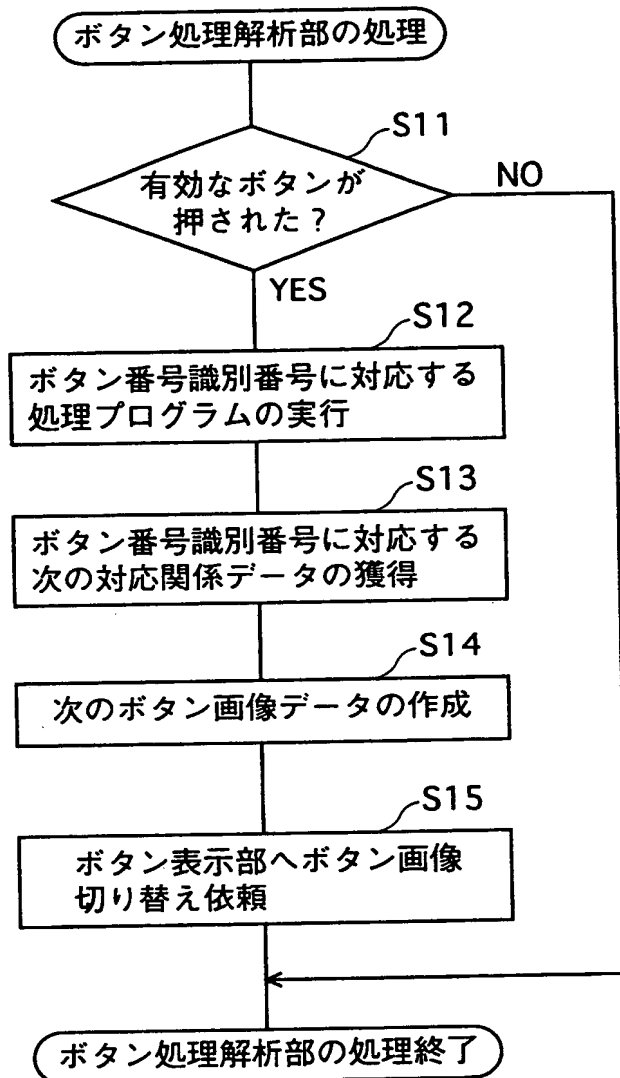 ボタン処理解析部の処理
S11
有効なボタンが
押された？
NO
YES
S12
ボタン番号識別番号に対応する
処理プログラムの実行
S13
ボタン番号識別番号に対応する
次の対応関係データの獲得
S14
次のボタン画像データの作成
S15
ボタン表示部へボタン画像
切り替え依頼
ボタン処理解析部の処理終了